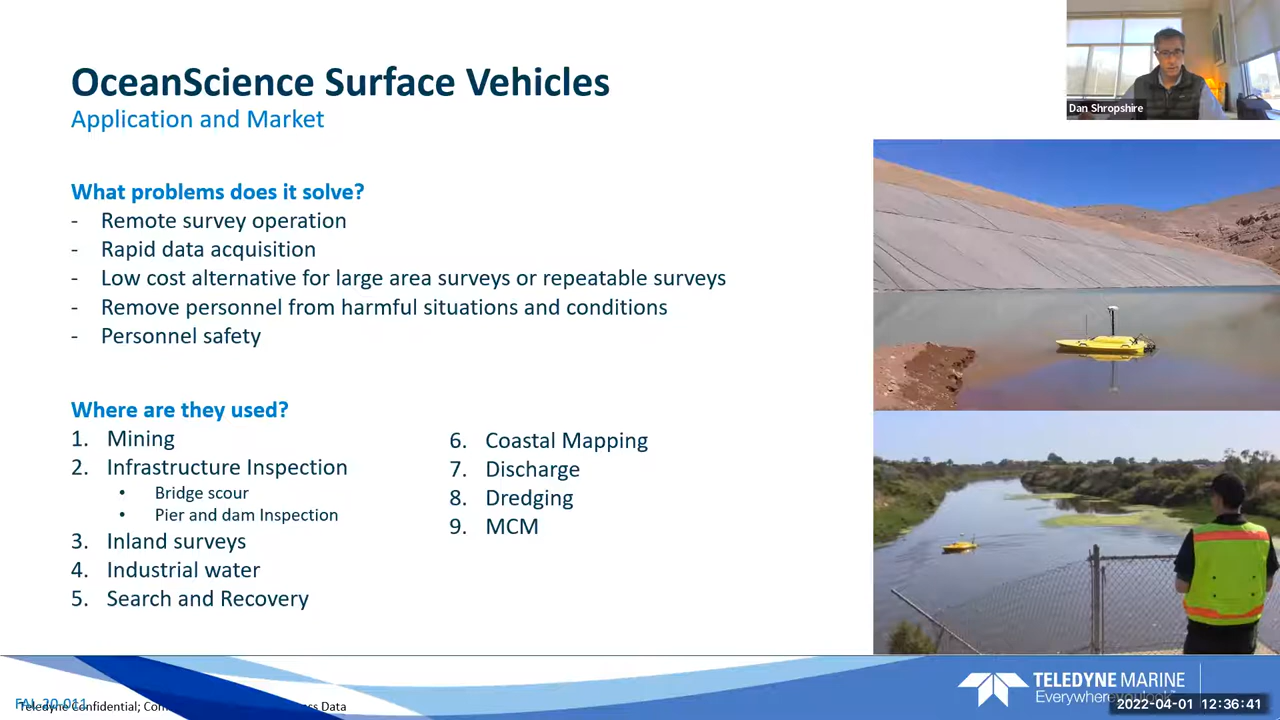 OceanScience Surface Vehicles
Application and Market
Dan Shropshire
What problems does it solve?
- Remote survey operation
- Rapid data acquisition
- Low cost alternative for large area surveys or repeatable surveys
- Remove personnel from harmful situations and conditions
- Personnel safety
Where are they used?
1. Mining
2. Infrastructure Inspection
• Bridge scour
• Pier and dam Inspection
3. Inland surveys
4. Industrial water
5. Search and Recovery
6. Coastal Mapping
7. Discharge
8. Dredging
9. MCM
TELEDYNE MARINE
Everywhereyoulook
2022-04-01 12:36:41
Teledyne Confidential; Data